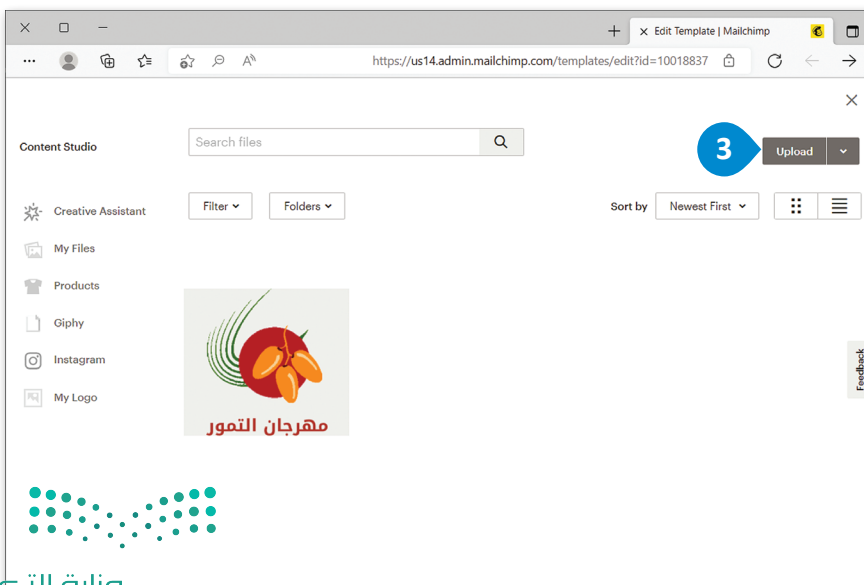 Edit Template | Mailchimp
https://us14.admin.mailchimp.com/templates/edit?id=10018837
Content Studio
Search files
3
Upload
Filter
Folders
Sort by
Newest First
Creative Assistant
My Files
Products
Giphy
Instagram
My Logo
مهرجان التمور
Feedback